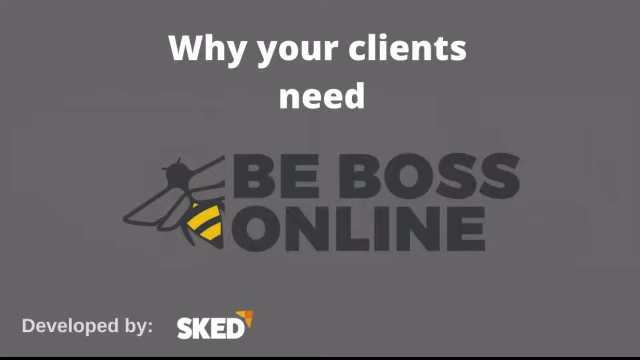 Why your clients
need
BE BOSS
ONLINE
Developed by: SKED